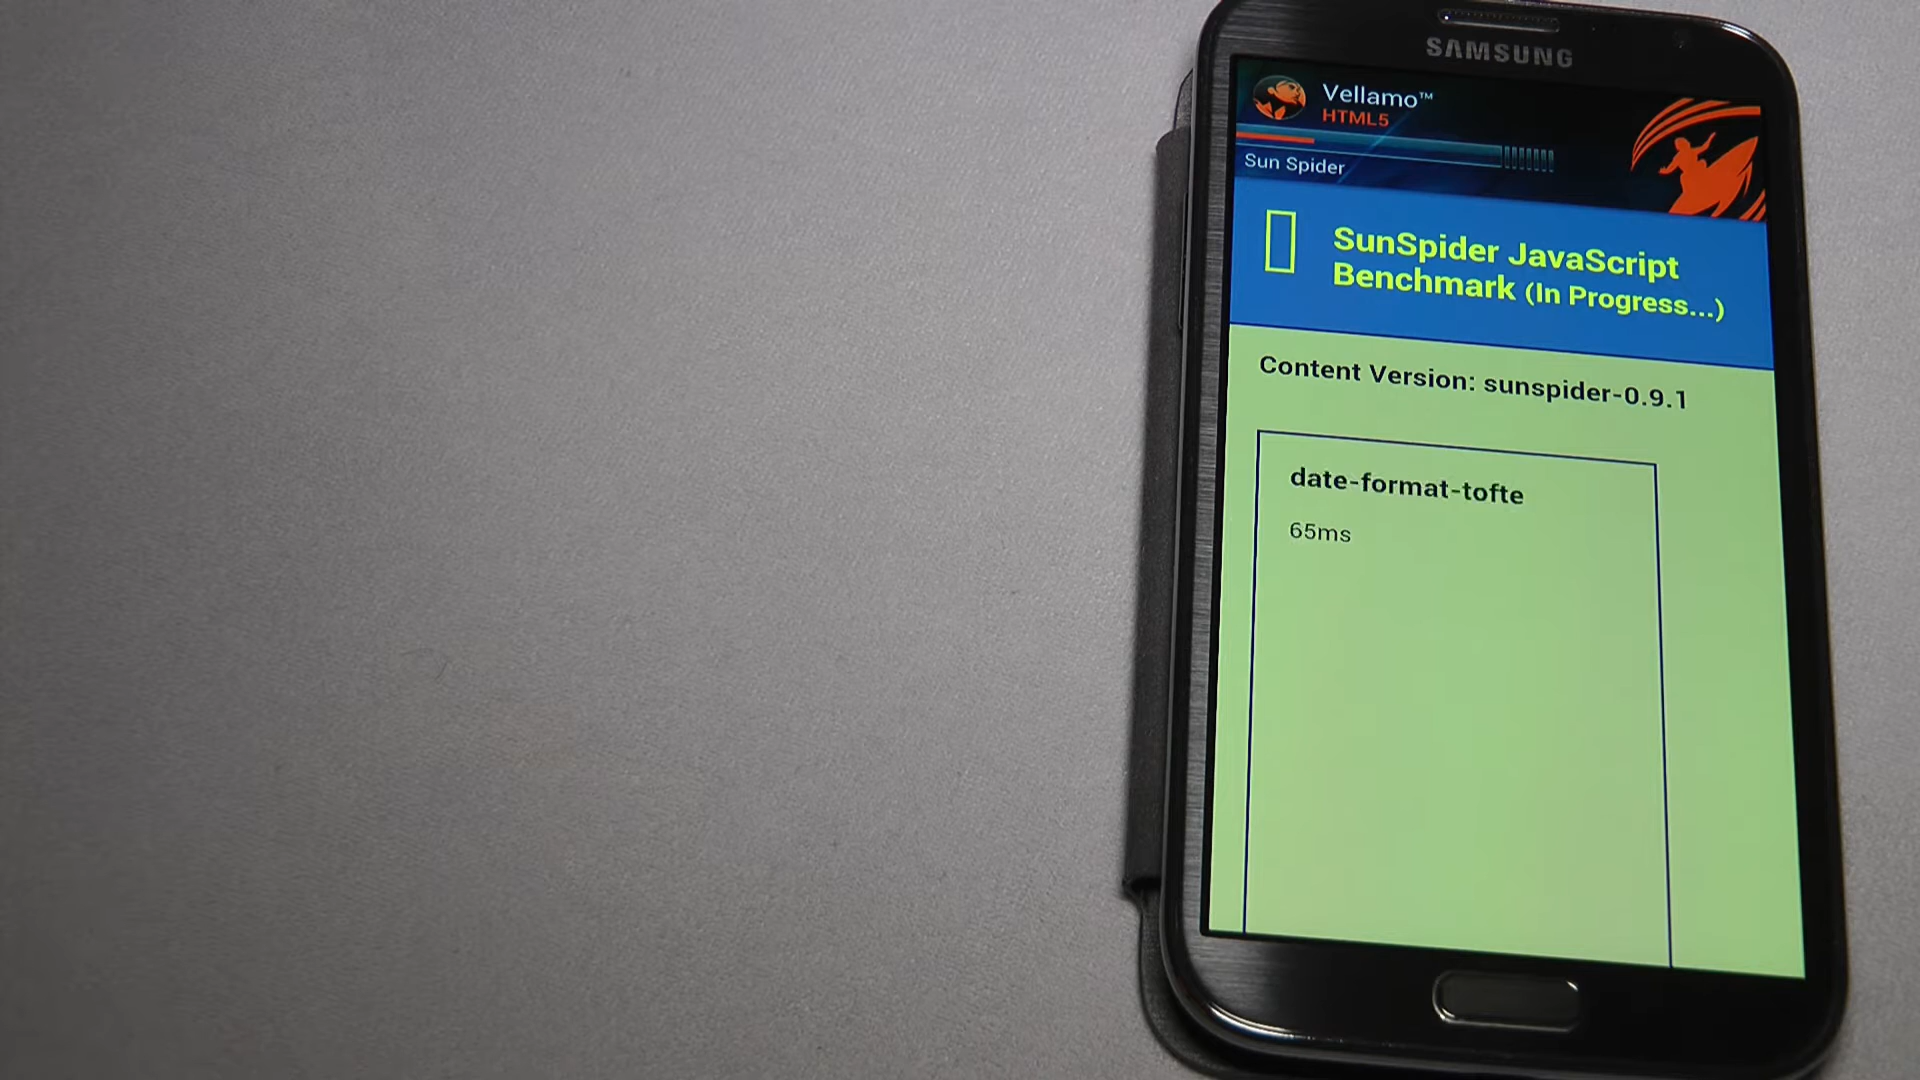 SAMSUNG
Vellamo™
HTML5
Sun Spider
SunSpider JavaScript
Benchmark (In Progress...)
Content Version: sunspider-0.9.1
date-format-tofte
65ms